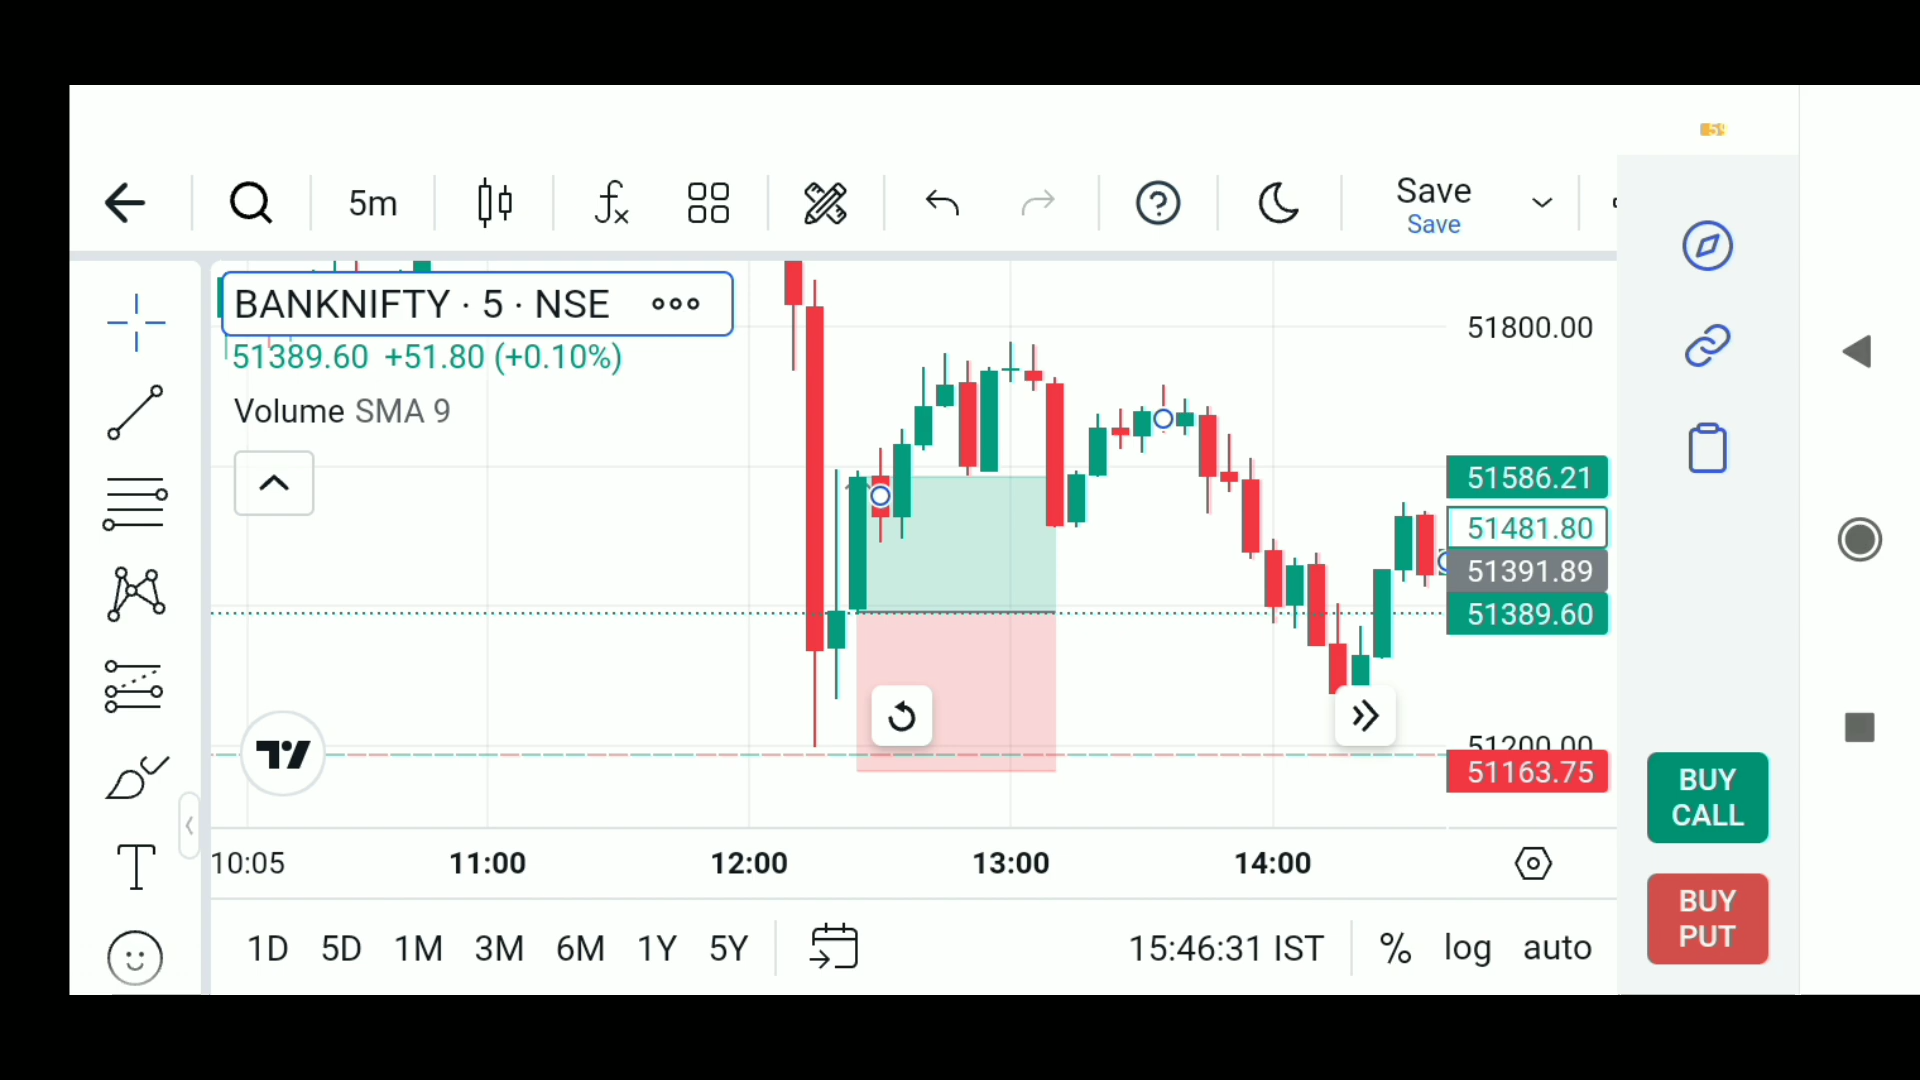 59
5m
Save
Save
BANKNIFTY · 5 · NSE
51389.60 +51.80 (+0.10%)
Volume SMA 9
51800.00
51586.21
51481.80
51391.89
51389.60
51200.00
51163.75
BUY
CALL
BUY
PUT
10:05 11:00 12:00 13:00 14:00
1D 5D 1M 3M 6M 1Y 5Y 15:46:31 IST % log auto